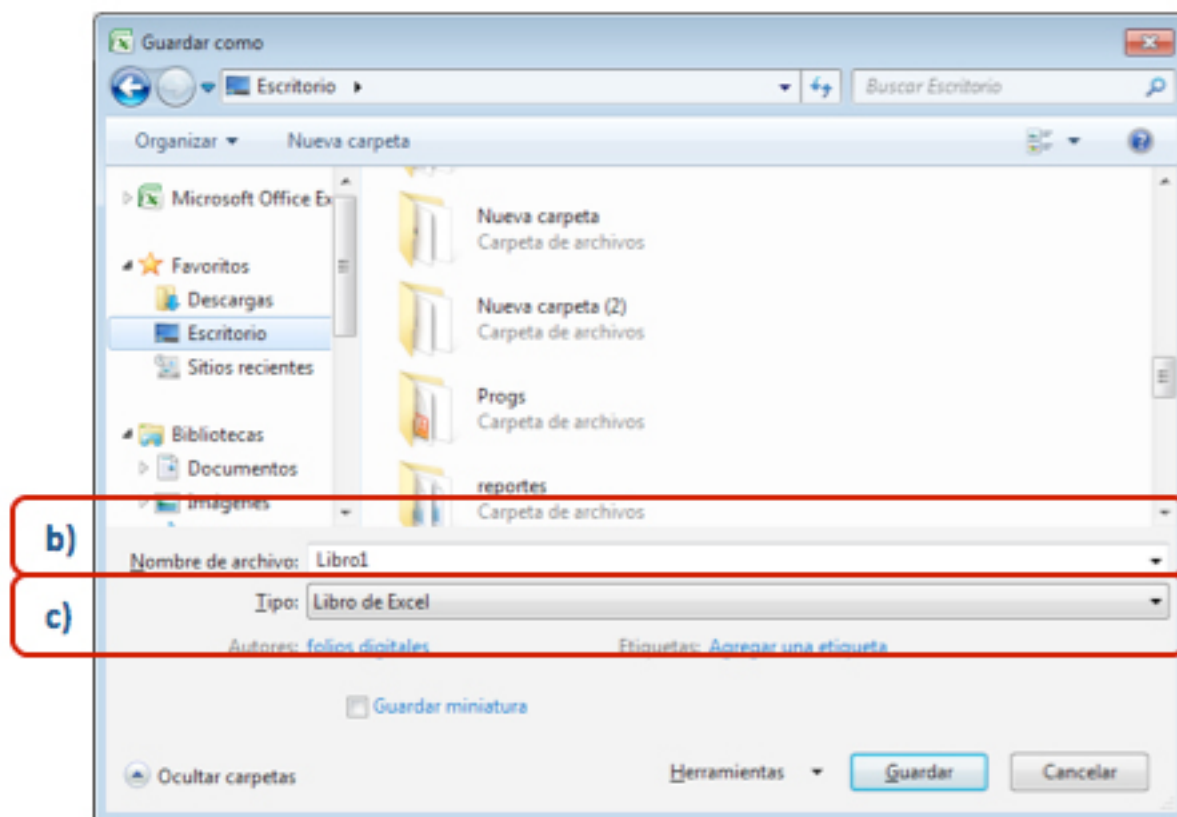 Guardar como
Escritorio
Buscar Escritorio
Organizar
Nueva carpeta
Microsoft Office Ex
Favoritos
Descargas
Escritorio
Sitios recientes
Bibliotecas
Documentos
Imágenes
Nueva carpeta
Carpeta de archivos
Nueva carpeta (2)
Carpeta de archivos
Progs
Carpeta de archivos
reportes
Carpeta de archivos
b)
Nombre de archivo: Libro1
c)
Tipo: Libro de Excel
Autores: folios digitales Etiquetas: Agregar una etiqueta
Guardar miniatura
Ocultar carpetas Herramientas Guardar Cancelar